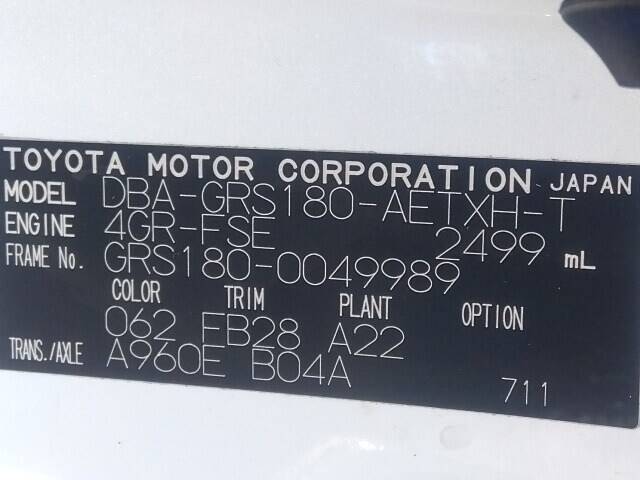 TOYOTA MOTOR CORPORATION JAPAN
MODEL DBA-GRS180-AETXH-T
ENGINE 4GR-FSE 2499 mL
FRAME No. GRS180-0049989
COLOR TRIM PLANT OPTION
062 FB28 A22
TRANS./AXLE A960E B04A 711